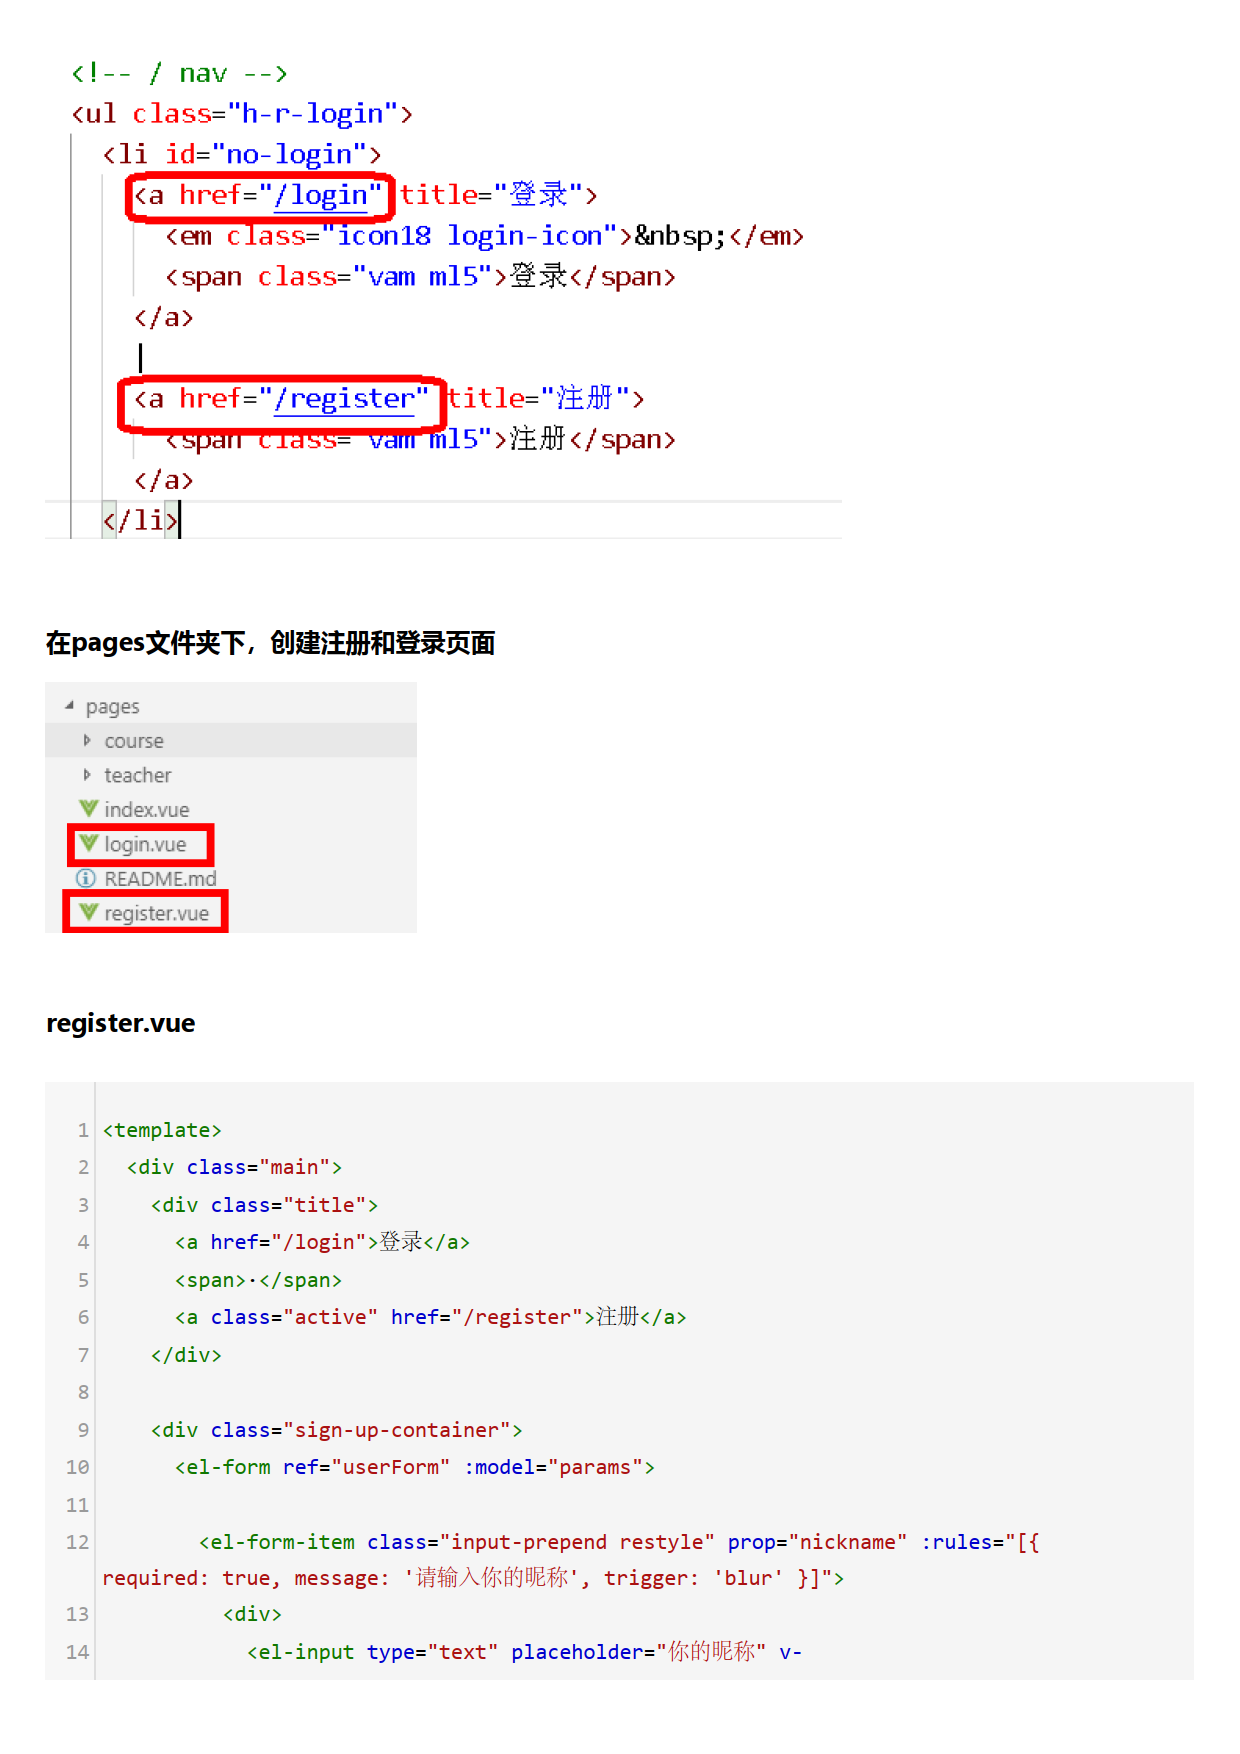 <!-- / nav -->
<ul class="h-r-login">
<li id="no-login">
<a href="/login" title="登录">
<em class="icon18 login-icon">&nbsp;</em>
<span class="vam ml5">登录</span>
</a>
|
<a href="/register" title="注册">
<span class="vam ml5">注册</span>
</a>
</li>
在pages文件夹下，创建注册和登录页面
pages
course
teacher
index.vue
login.vue
README.md
register.vue
register.vue
1 <template>
2 <div class="main">
3 <div class="title">
4 <a href="/login">登录</a>
5 <span>·</span>
6 <a class="active" href="/register">注册</a>
7 </div>
8
9 <div class="sign-up-container">
10 <el-form ref="userForm" :model="params">
11
12 <el-form-item class="input-prepend restyle" prop="nickname" :rules="[{
required: true, message: '请输入你的昵称', trigger: 'blur' }]">
13 <div>
14 <el-input type="text" placeholder="你的昵称" v-